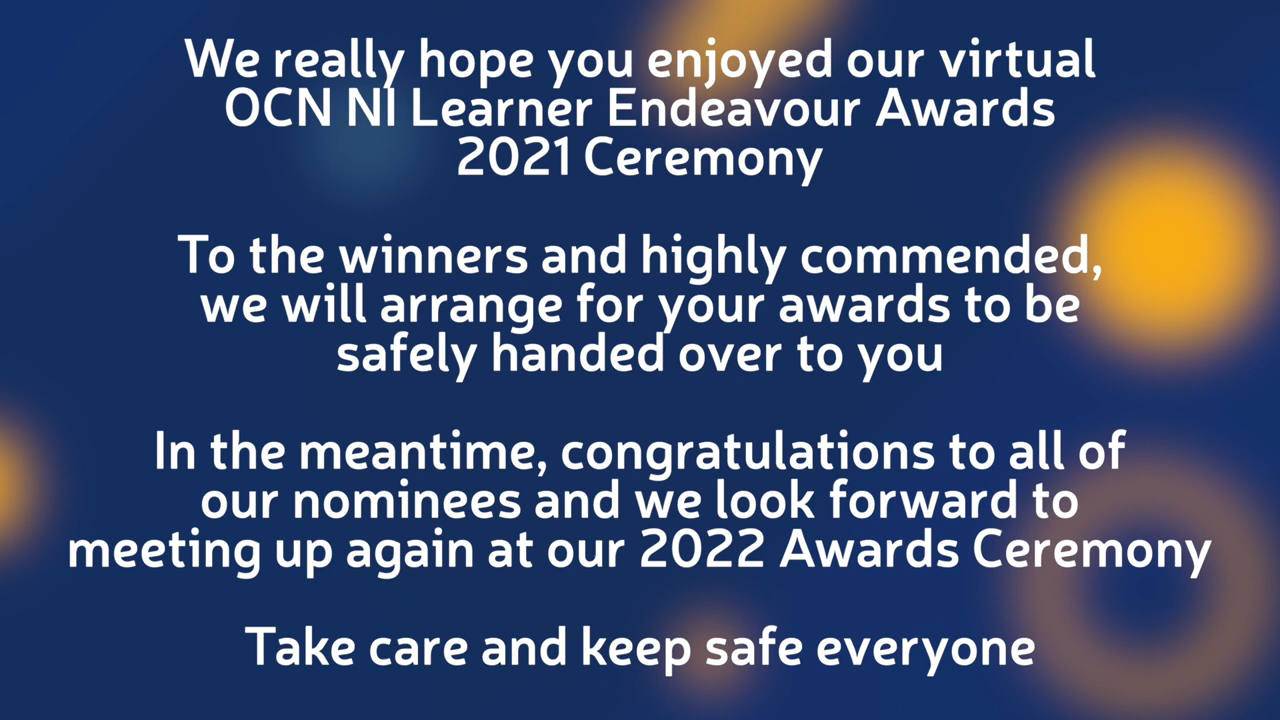 We really hope you enjoyed our virtual
OCN NI Learner Endeavour Awards
2021 Ceremony
To the winners and highly commended,
we will arrange for your awards to be
safely handed over to you
In the meantime, congratulations to all of
our nominees and we look forward to
meeting up again at our 2022 Awards Ceremony
Take care and keep safe everyone